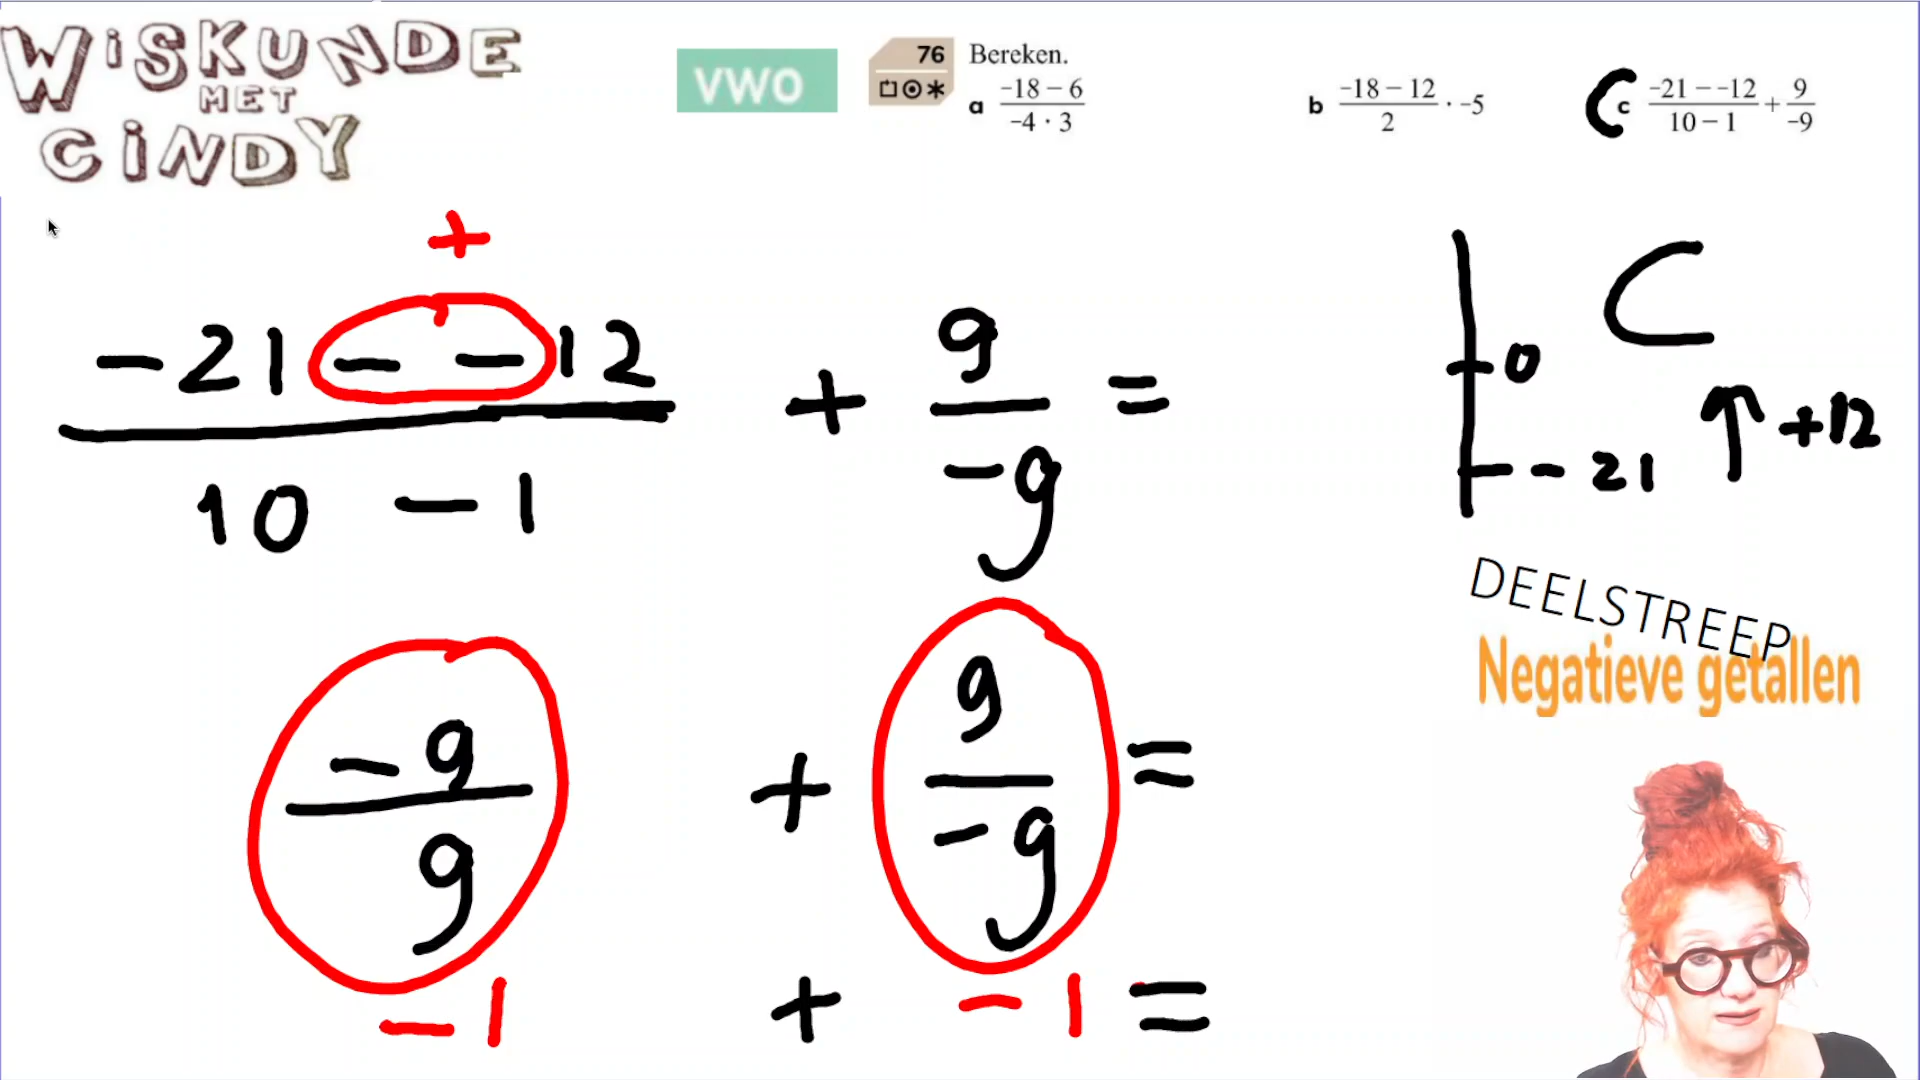 WiSKUNDE
MET
CiNDY
VWO
76 Bereken.
a (-18 - 6)/(-4 · 3)
b (-18 - 12)/2 · -5
c (-21 - -12)/(10 - 1) + 9/-9
+
-21 - -12 + 9 =
10 - 1 -9
C
0
-21
+12
DEELSTREEP
Negatieve getallen
-9 + 9 =
9 -9
-1 + -1 =